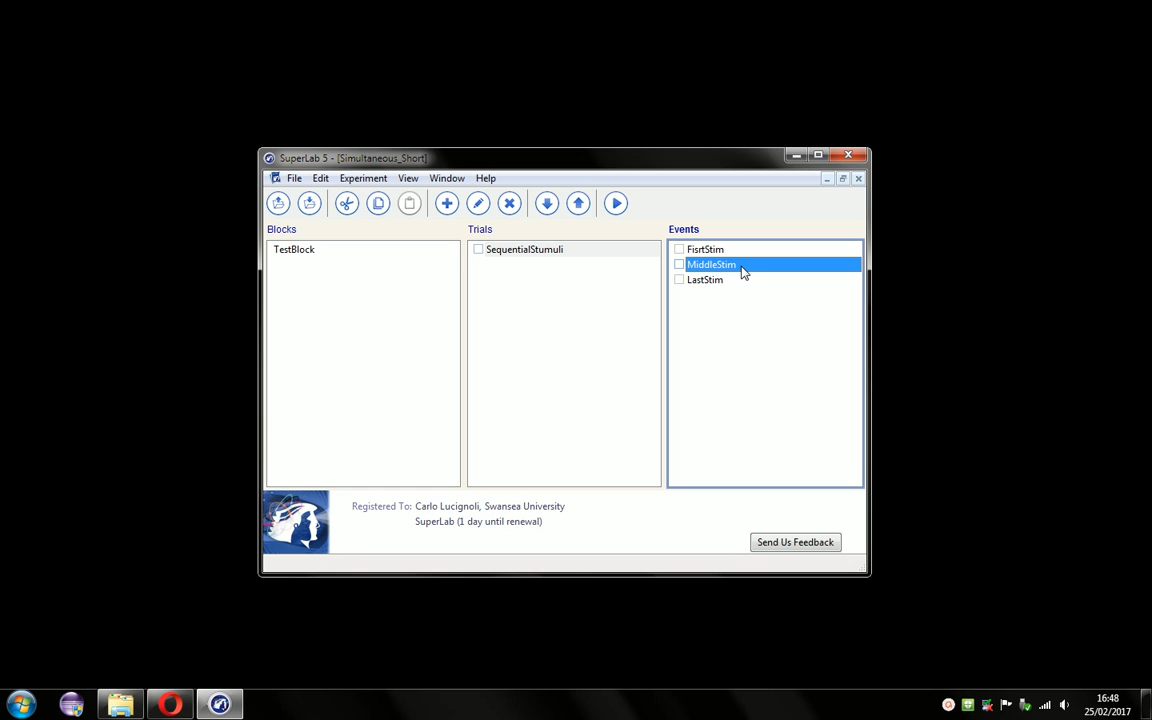 SuperLab 5 - [Simultaneous_Short]
File Edit Experiment View Window Help
Blocks Trials Events
TestBlock SequentialStumuli FisrtStim
MiddleStim
LastStim
Registered To: Carlo Lucignoli, Swansea University
SuperLab (1 day until renewal)
Send Us Feedback
16:48
25/02/2017